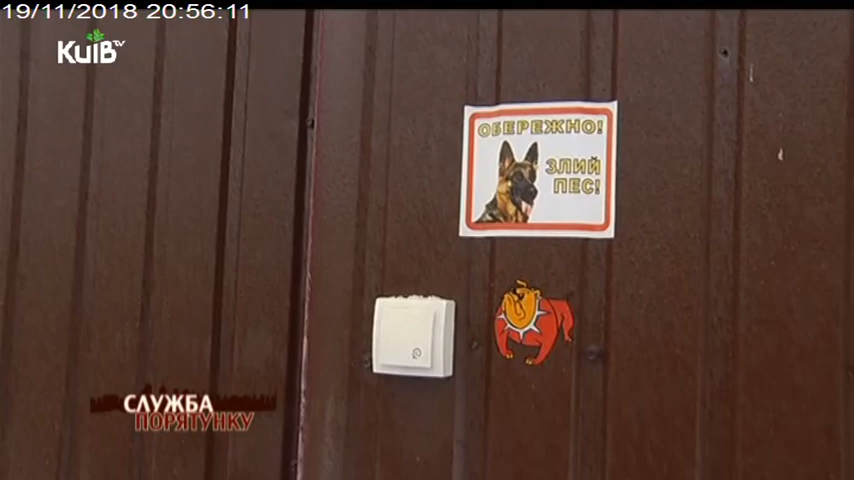 19/11/2018 20:56:11
КиїВ TV
ОБЕРЕЖНО!
ЗЛИЙ
ПЕС!
СЛУЖБА
ПОРЯТУНКУ